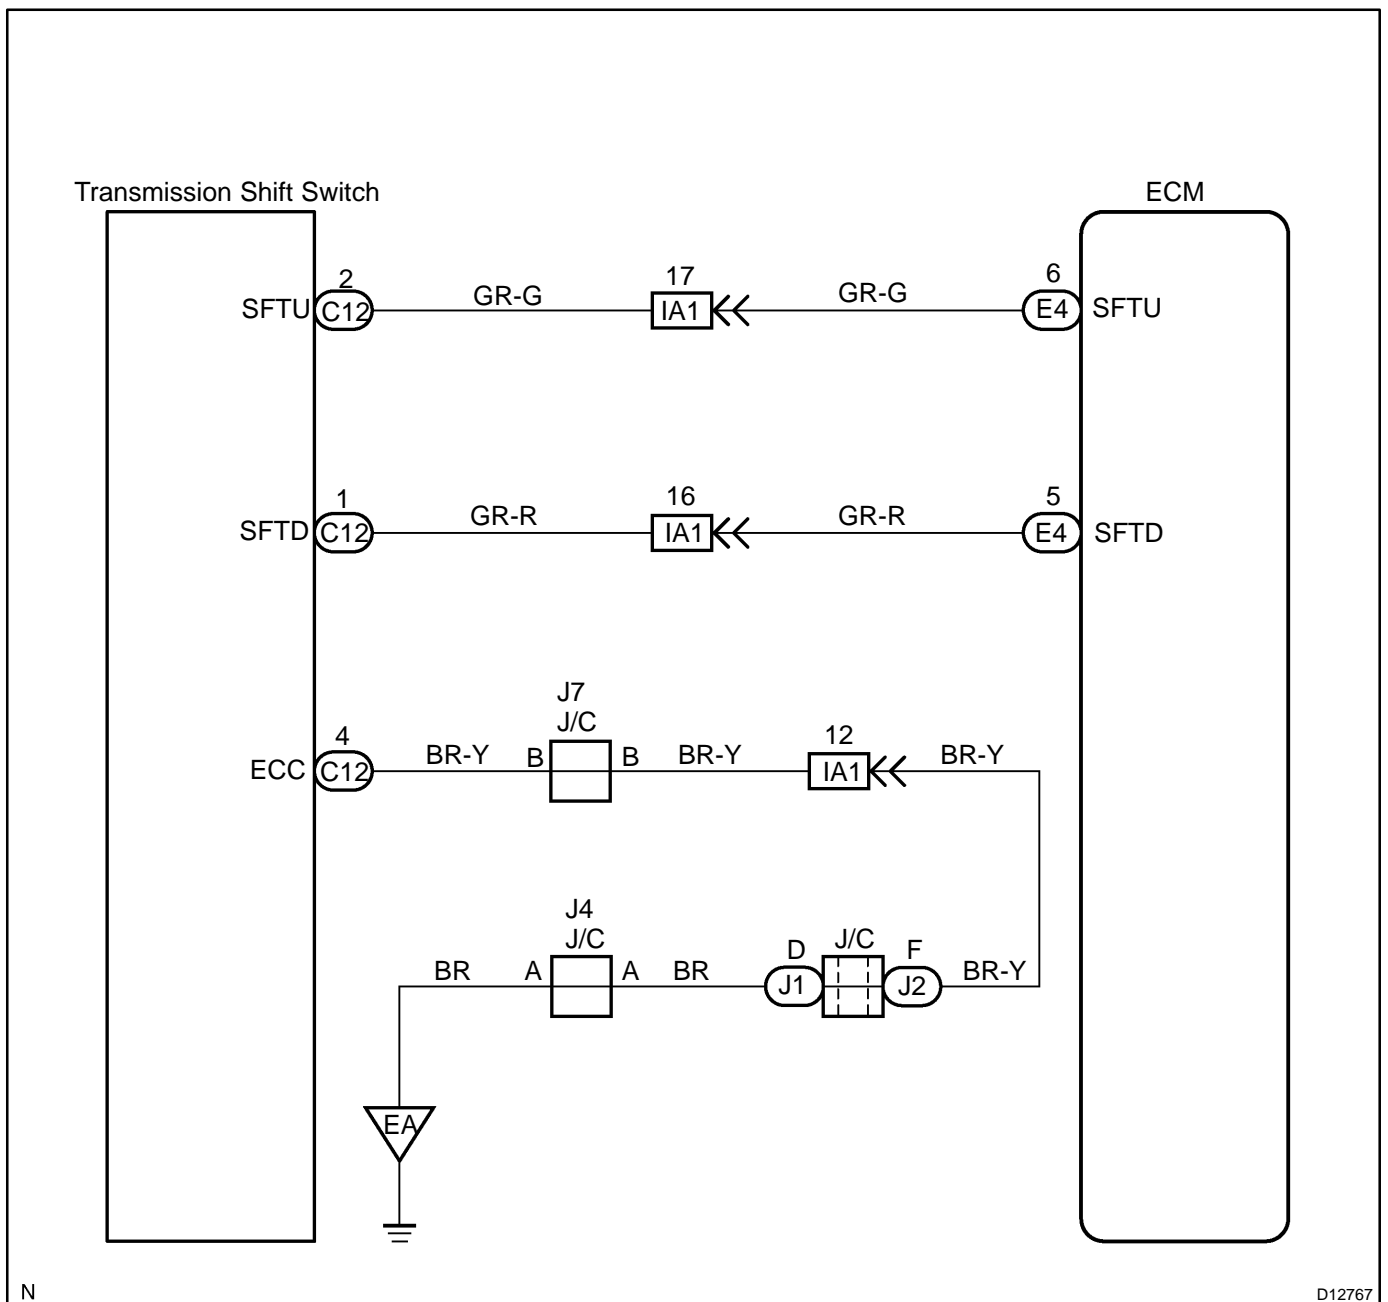 Transmission Shift Switch
ECM
2
17
6
SFTU
C12
GR-G
IA1
GR-G
E4
SFTU
1
16
5
SFTD
C12
GR-R
IA1
GR-R
E4
SFTD
J7
J/C
4
12
ECC
C12
BR-Y
B
B
BR-Y
IA1
BR-Y
J4
J/C
D
J/C
F
BR
A
A
BR
J1
J2
BR-Y
EA
N
D12767